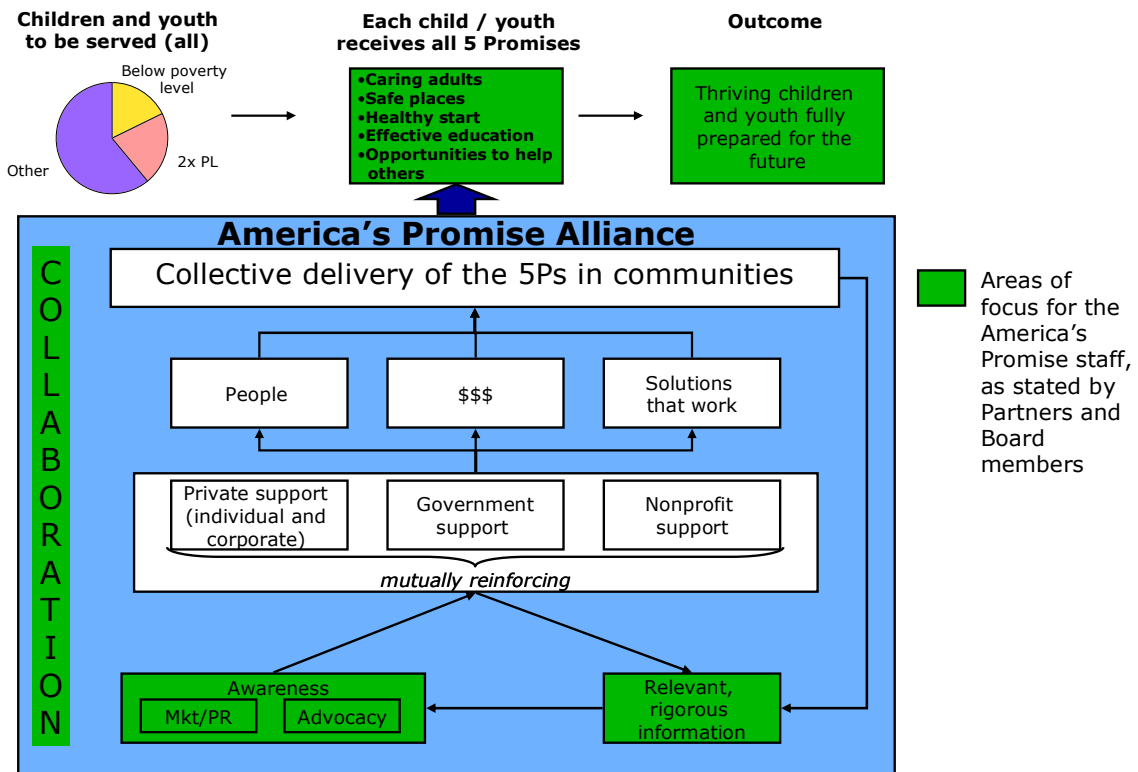 Children and youth
to be served (all)
Each child / youth
receives all 5 Promises
Outcome
Below poverty
level
Other
2x PL
•Caring adults
•Safe places
•Healthy start
•Effective education
•Opportunities to help
others
Thriving children
and youth fully
prepared for the
future
America's Promise Alliance
COLLABORATION
Collective delivery of the 5Ps in communities
People
$$$
Solutions
that work
Private support
(individual and
corporate)
Government
support
Nonprofit
support
mutually reinforcing
Awareness
Mkt/PR
Advocacy
Relevant,
rigorous
information
Areas of
focus for the
America's
Promise staff,
as stated by
Partners and
Board
members